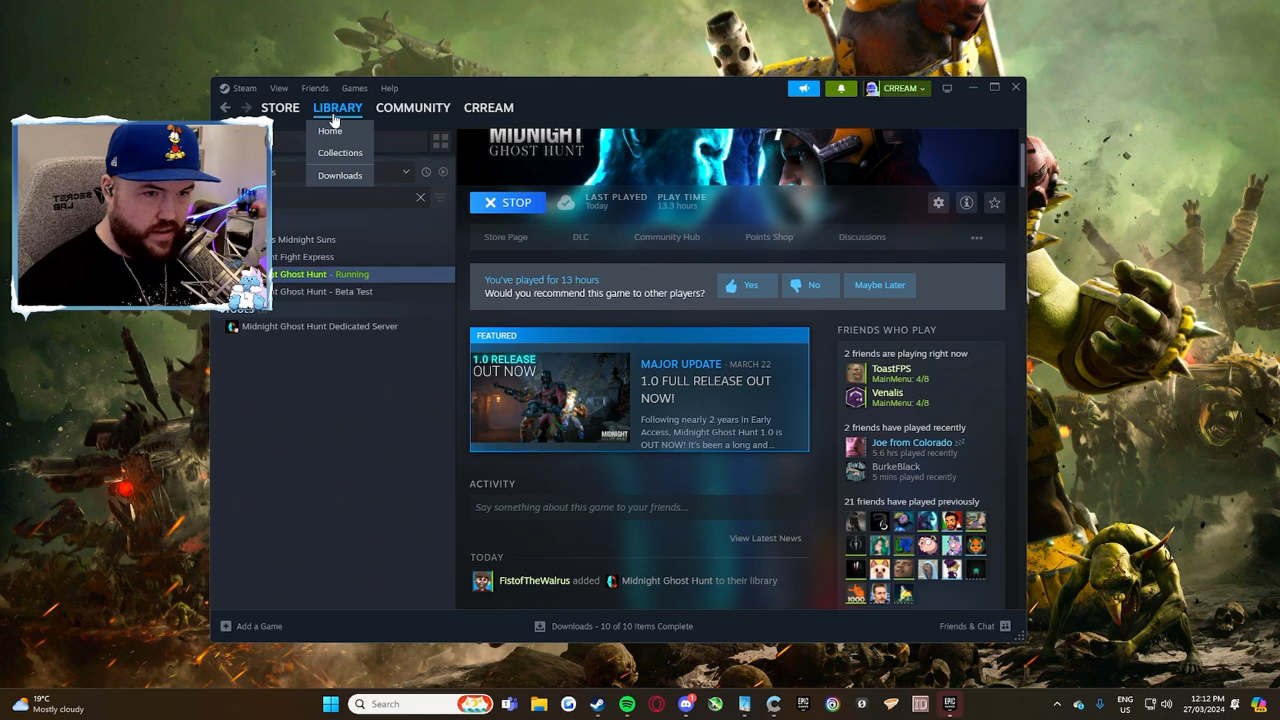 Steam View Friends Games Help
CRREAM
STORE LIBRARY COMMUNITY CRREAM
Home
Collections
Downloads
MIDNIGHT
GHOST HUNT
STOP
LAST PLAYED
Today
PLAY TIME
13.3 hours
Store Page DLC Community Hub Points Shop Discussions
s Midnight Suns
t Fight Express
t Ghost Hunt - Running
t Ghost Hunt - Beta Test
Midnight Ghost Hunt Dedicated Server
You've played for 13 hours
Would you recommend this game to other players?
Yes
No
Maybe Later
FEATURED
1.0 RELEASE
OUT NOW
MIDNIGHT
MAJOR UPDATE - MARCH 22
1.0 FULL RELEASE OUT
NOW!
Following nearly 2 years in Early
Access, Midnight Ghost Hunt 1.0 is
OUT NOW! It's been a long and...
ACTIVITY
Say something about this game to your friends...
View Latest News
TODAY
FistofTheWalrus added Midnight Ghost Hunt to their library
FRIENDS WHO PLAY
2 friends are playing right now
ToastFPS
MainMenu: 4/8
Venalis
MainMenu: 4/8
2 friends have played recently
Joe from Colorado
5.6 hrs played recently
BurkeBlack
5 mins played recently
21 friends have played previously
1000
Add a Game
Downloads - 10 of 10 Items Complete
Friends & Chat
19°C
Mostly cloudy
Search
ENG
US
12:12 PM
27/03/2024
SECRET
LAB